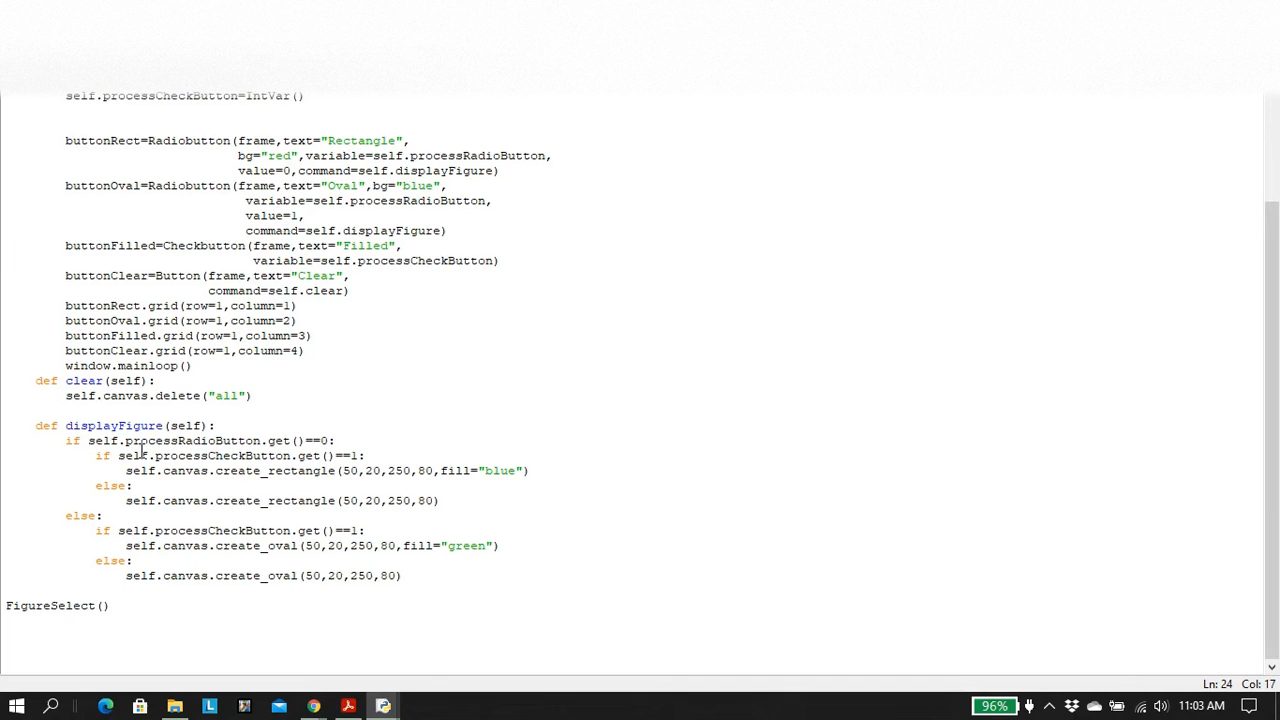 self.processCheckButton=IntVar()
buttonRect=Radiobutton(frame,text="Rectangle",
bg="red",variable=self.processRadioButton,
value=0,command=self.displayFigure)
buttonOval=Radiobutton(frame,text="Oval",bg="blue",
variable=self.processRadioButton,
value=1,
command=self.displayFigure)
buttonFilled=Checkbutton(frame,text="Filled",
variable=self.processCheckButton)
buttonClear=Button(frame,text="Clear",
command=self.clear)
buttonRect.grid(row=1,column=1)
buttonOval.grid(row=1,column=2)
buttonFilled.grid(row=1,column=3)
buttonClear.grid(row=1,column=4)
window.mainloop()
def clear(self):
self.canvas.delete("all")
def displayFigure(self):
if self.processRadioButton.get()==0:
if self.processCheckButton.get()==1:
self.canvas.create_rectangle(50,20,250,80,fill="blue")
else:
self.canvas.create_rectangle(50,20,250,80)
else:
if self.processCheckButton.get()==1:
self.canvas.create_oval(50,20,250,80,fill="green")
else:
self.canvas.create_oval(50,20,250,80)
FigureSelect()
Ln: 24 Col: 17
L 96% 11:03 AM